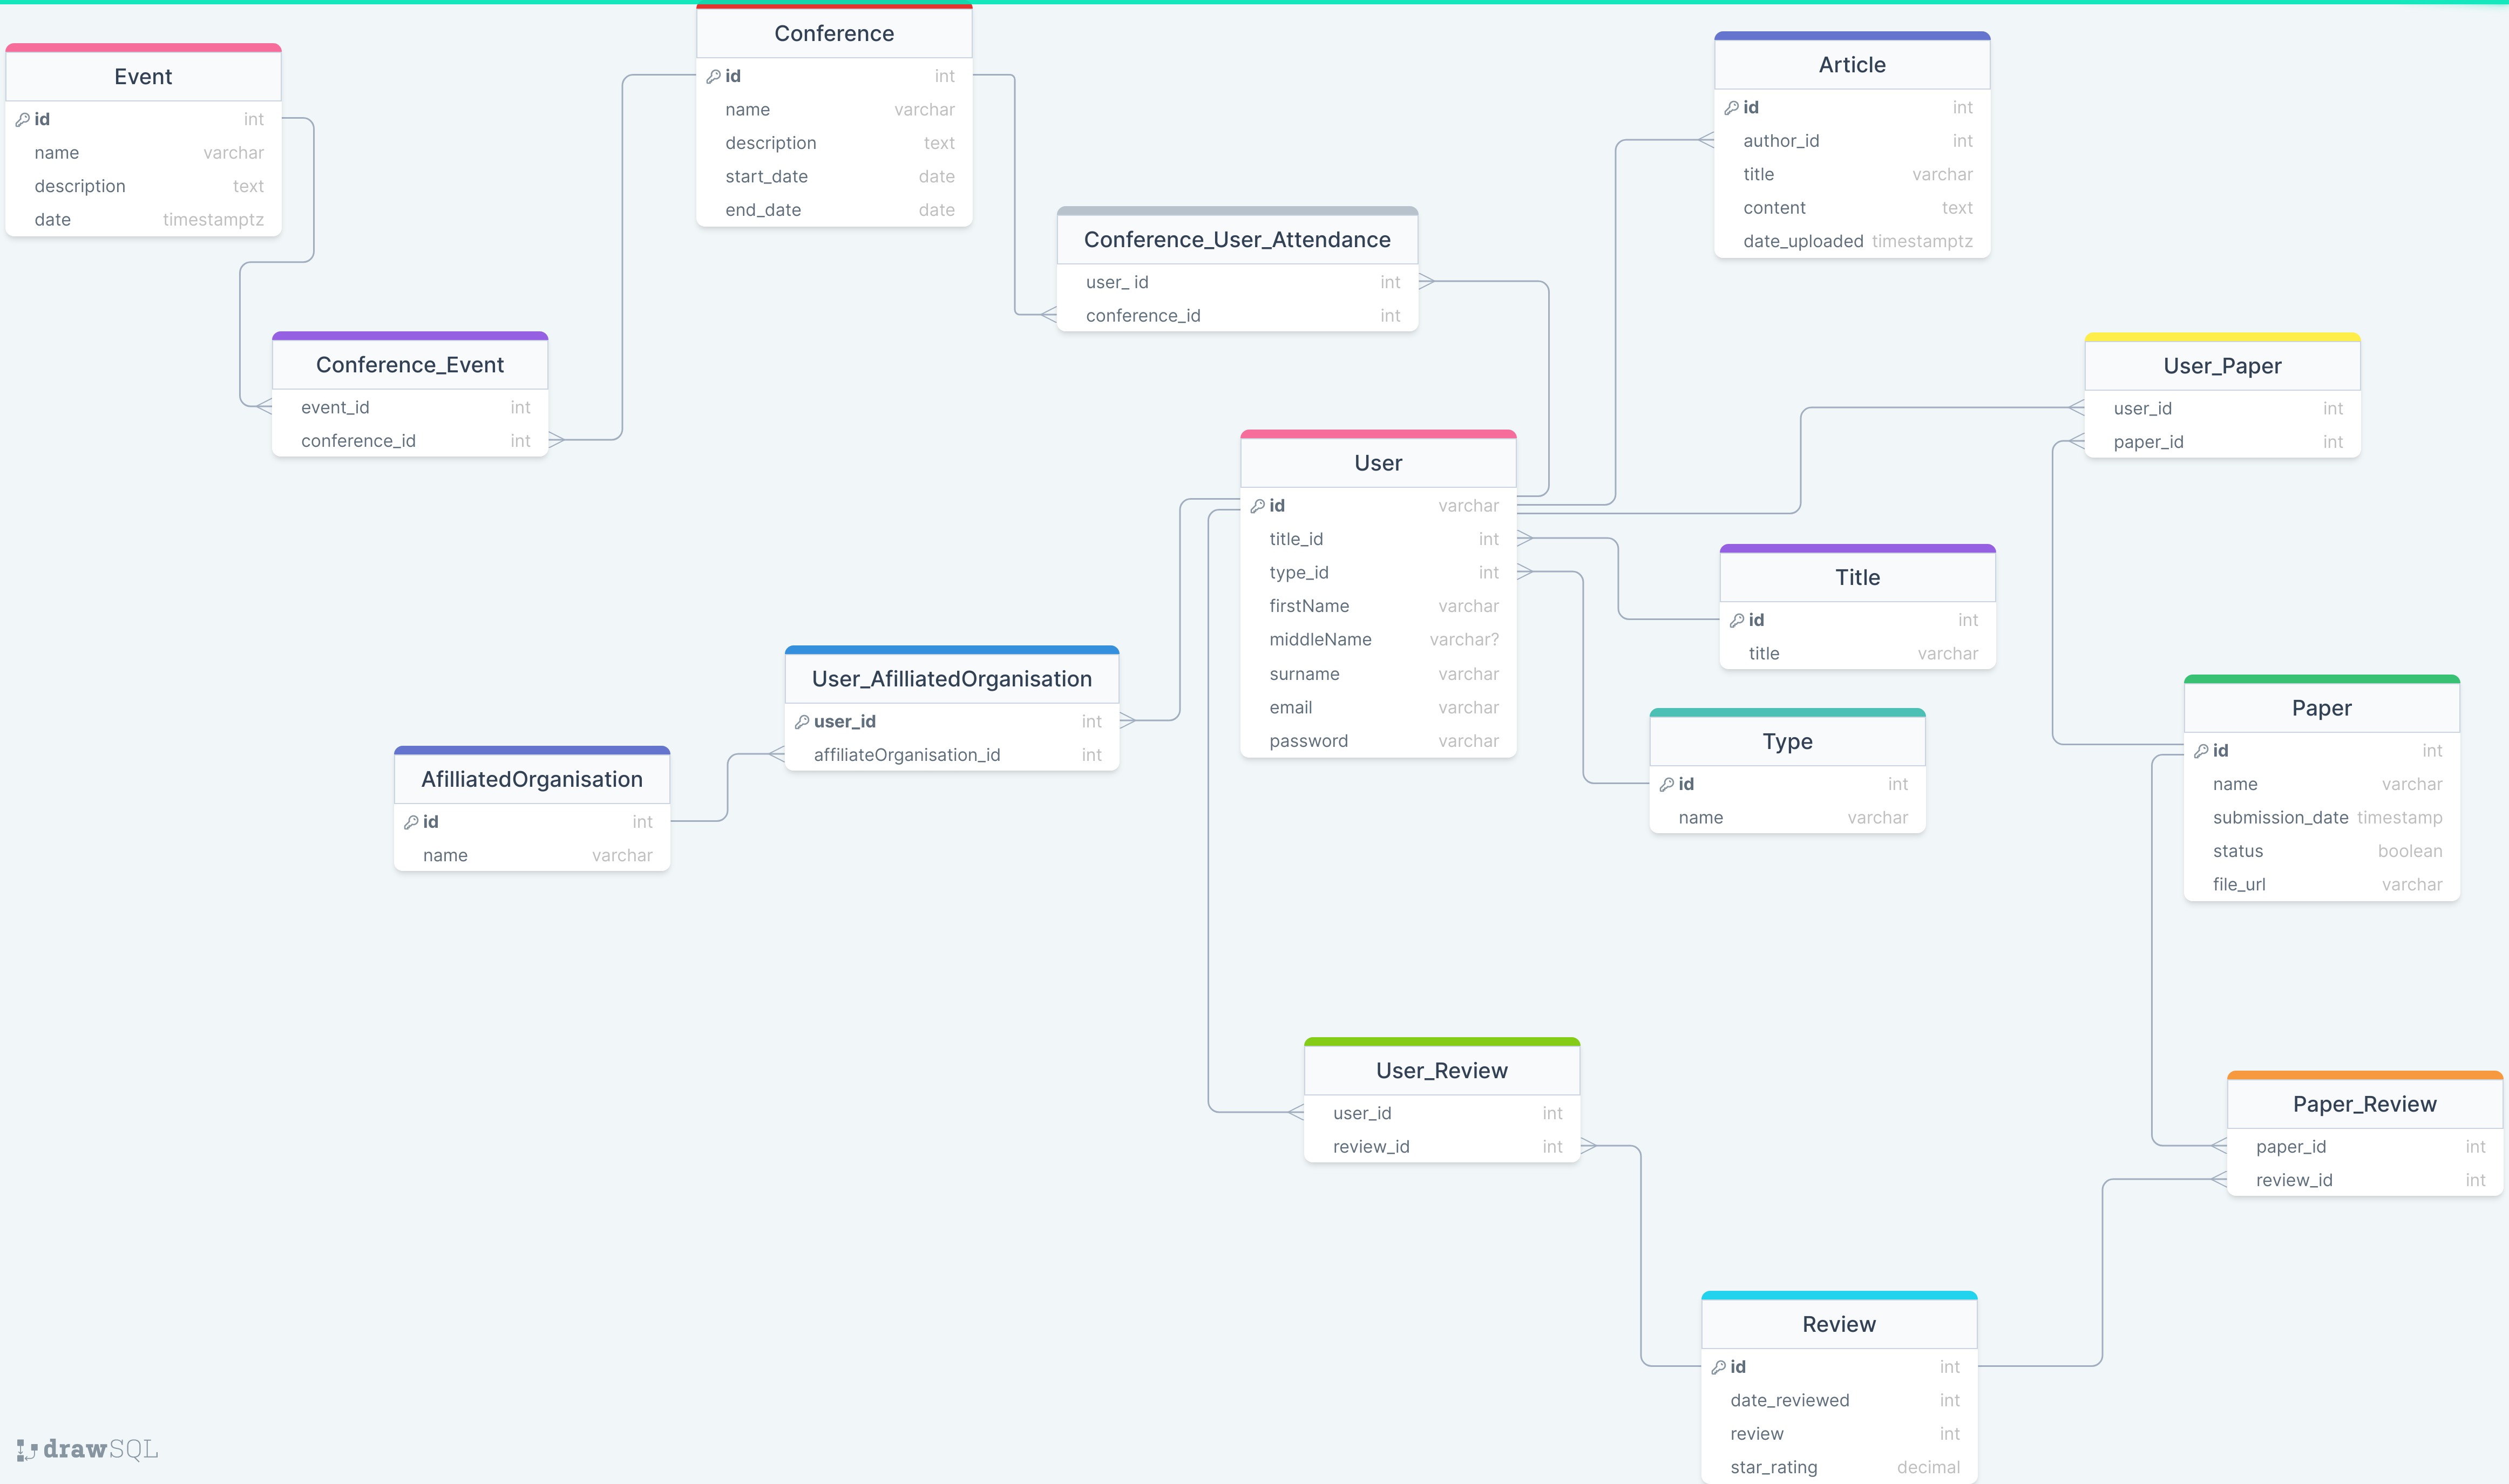 Event
id int
name varchar
description text
date timestamptz
Conference
id int
name varchar
description text
start_date date
end_date date
Article
id int
author_id int
title varchar
content text
date_uploaded timestamptz
Conference_User_Attendance
user_ id int
conference_id int
Conference_Event
event_id int
conference_id int
User_Paper
user_id int
paper_id int
User
id varchar
title_id int
type_id int
firstName varchar
middleName varchar?
surname varchar
email varchar
password varchar
Title
id int
title varchar
User_AfilliatedOrganisation
user_id int
affiliateOrganisation_id int
Paper
id int
name varchar
submission_date timestamp
status boolean
file_url varchar
Type
id int
name varchar
AfilliatedOrganisation
id int
name varchar
User_Review
user_id int
review_id int
Paper_Review
paper_id int
review_id int
Review
id int
date_reviewed int
review int
star_rating decimal
drawSQL